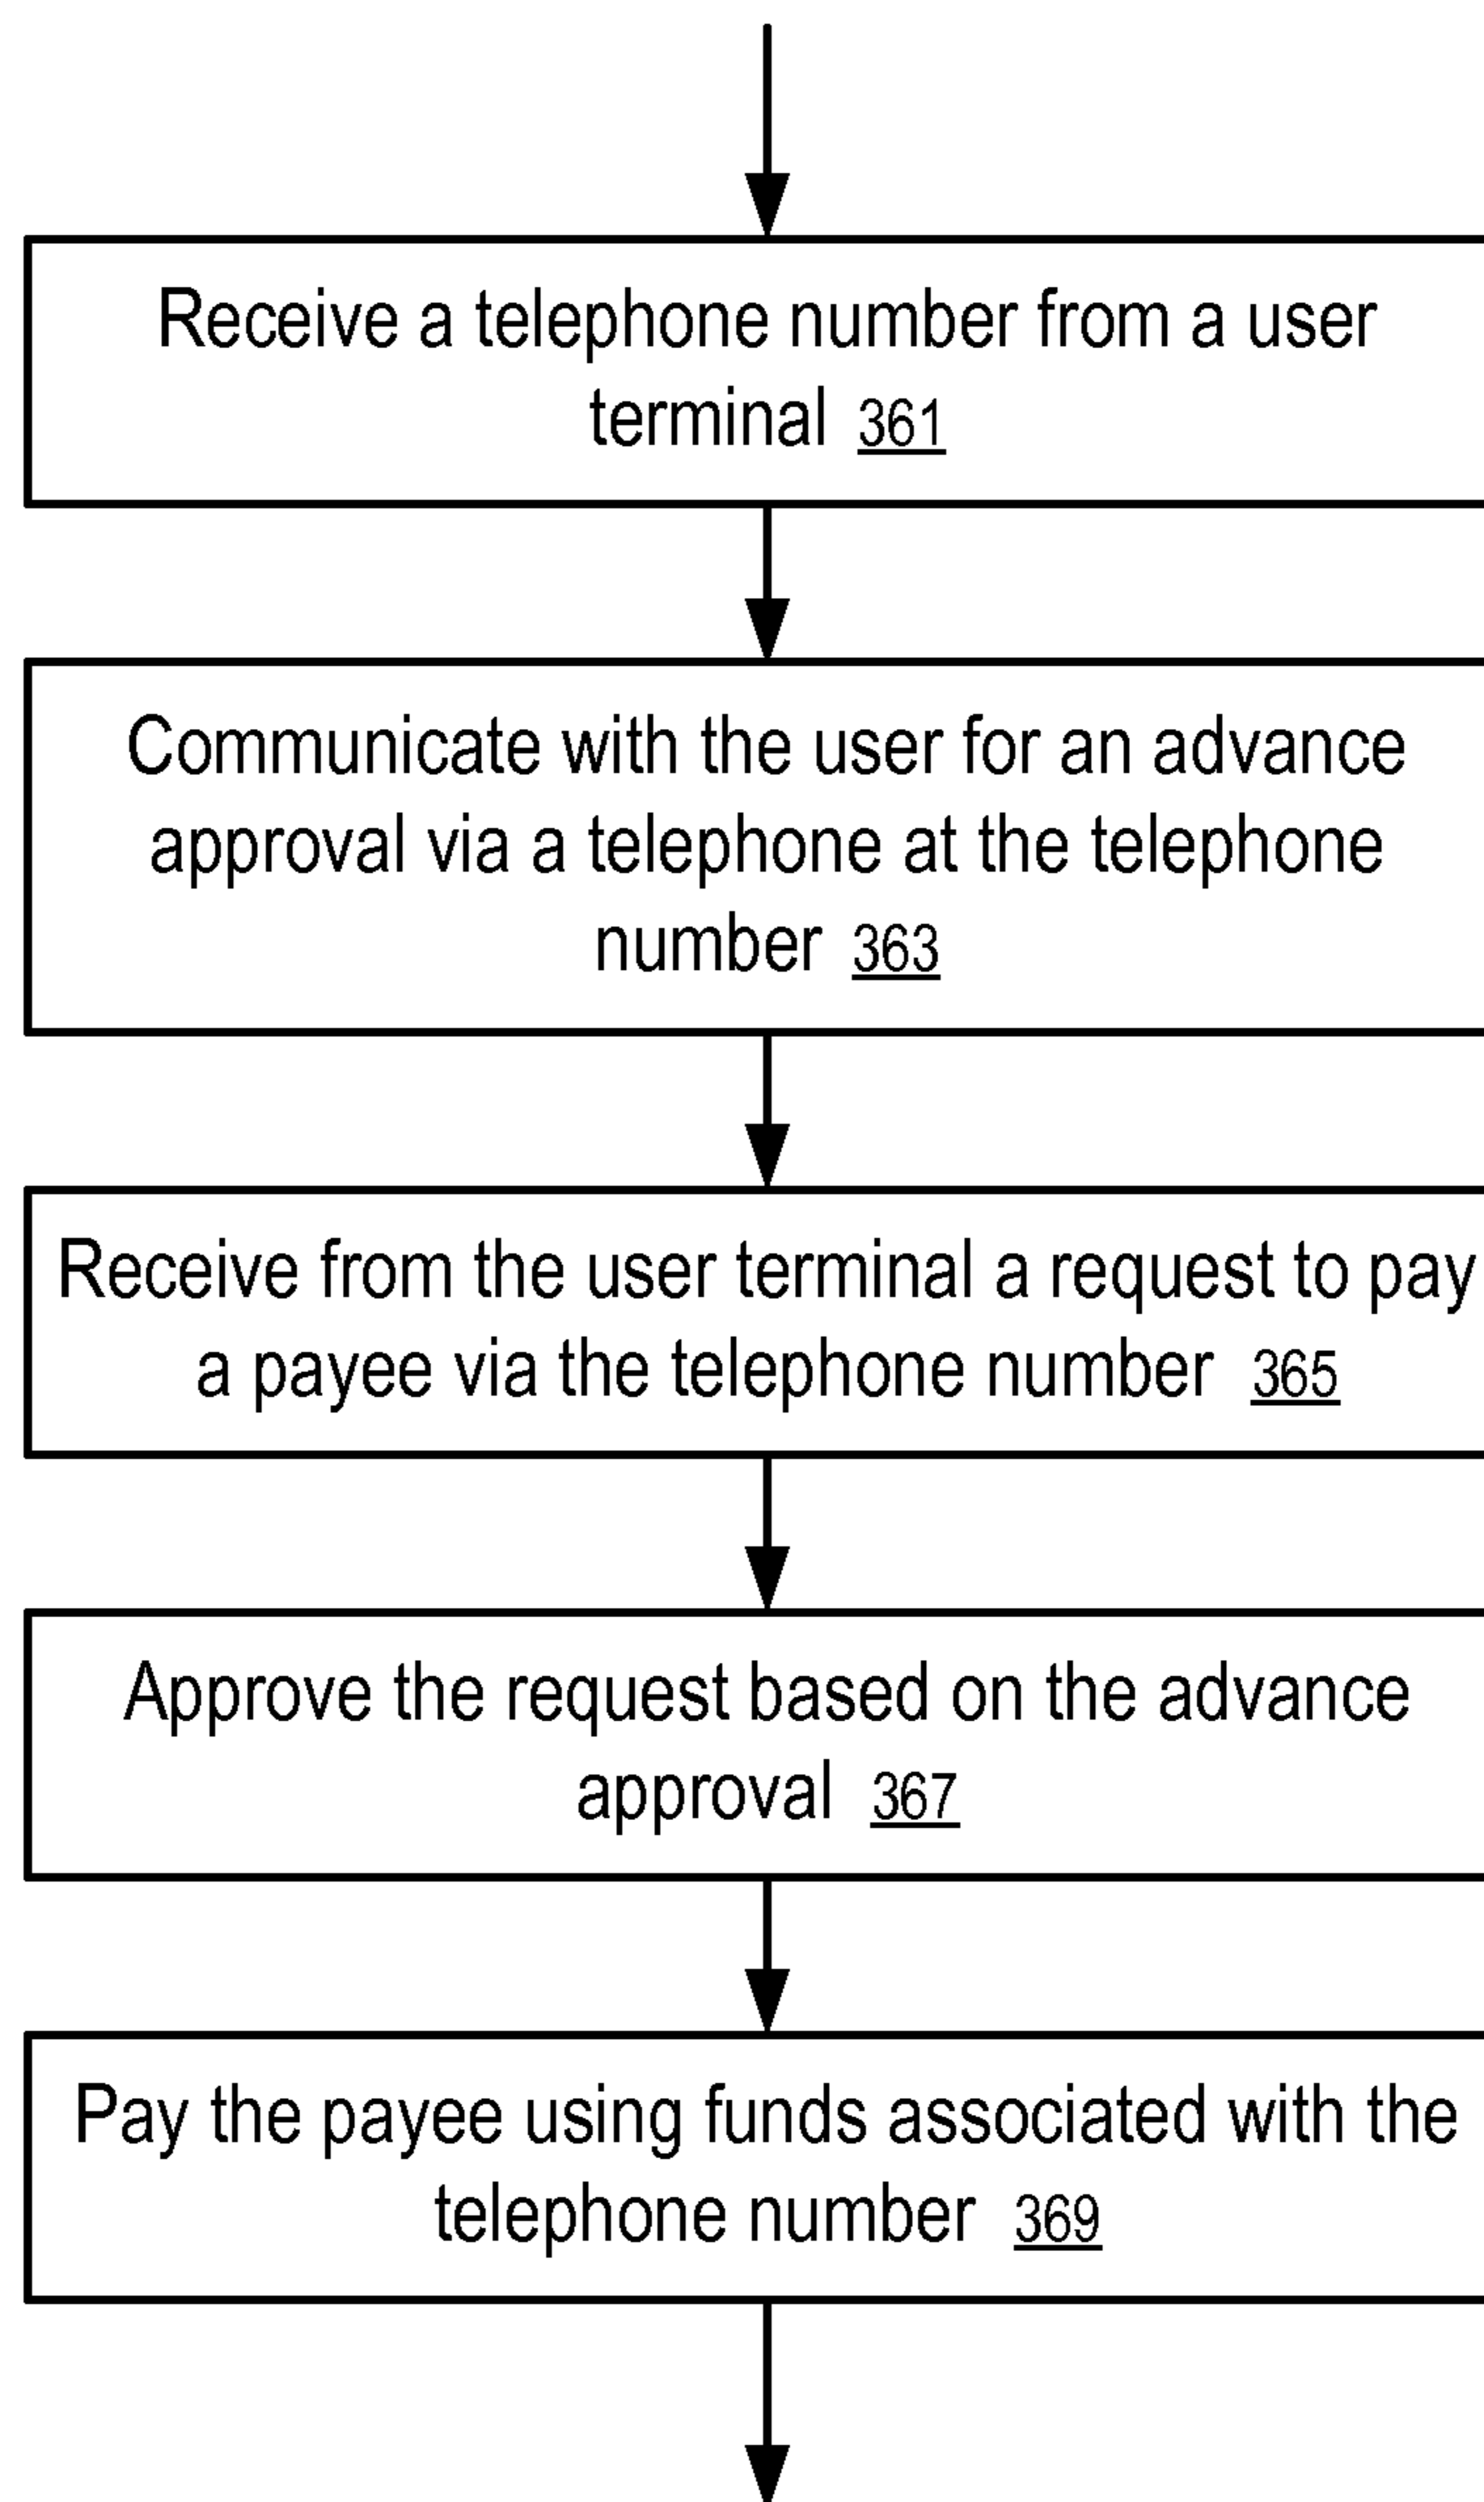 Receive a telephone number from a user
terminal 361
Communicate with the user for an advance
approval via a telephone at the telephone
number 363
Receive from the user terminal a request to pay
a payee via the telephone number 365
Approve the request based on the advance
approval 367
Pay the payee using funds associated with the
telephone number 369